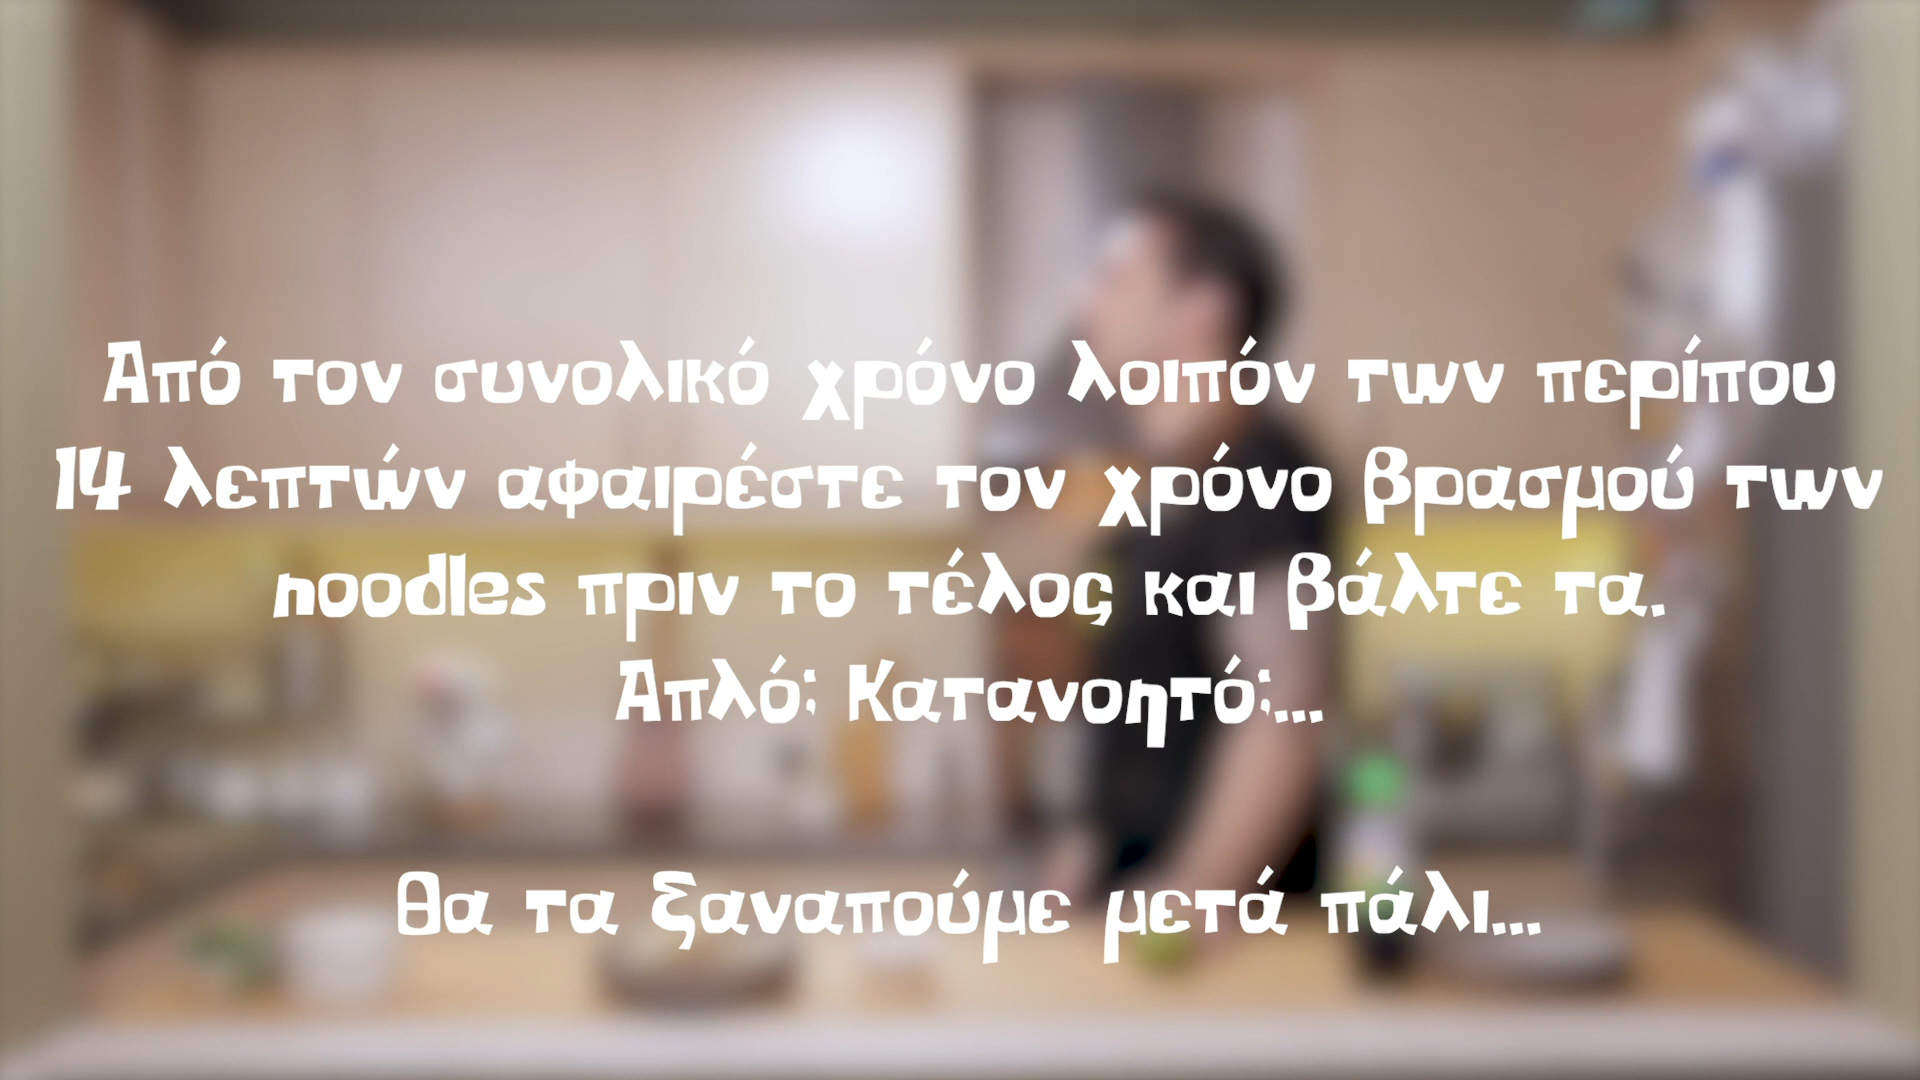 Από τον συνολικό χρόνο λοιπόν των περίπου
14 λεπτών αφαιρέστε τον χρόνο βρασμού των
noodles πριν το τέλος και βάλτε τα.
Απλό; Κατανοητό;...
Θα τα ξαναπούμε μετά πάλι...